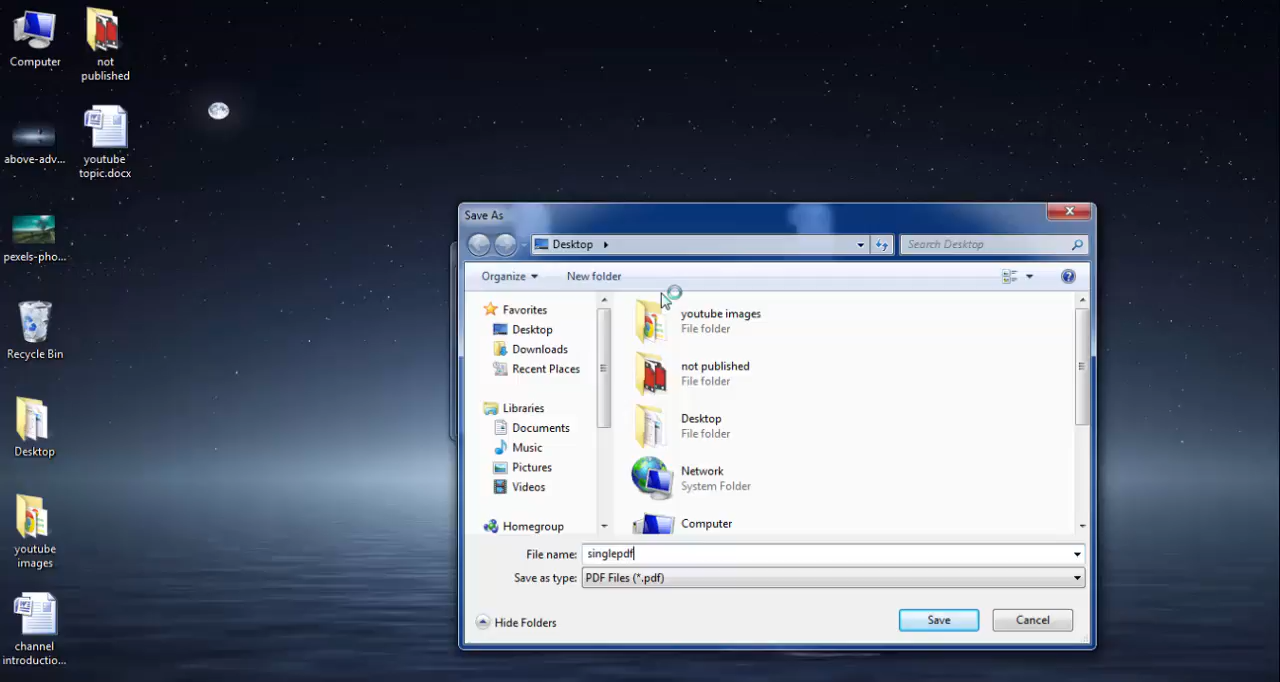 Computer
not
published
above-adv...
youtube
topic.docx
pexels-pho...
Recycle Bin
Desktop
youtube
images
channel
introductio...
Save As
Desktop
Search Desktop
Organize
New folder
Favorites
Desktop
Downloads
Recent Places
Libraries
Documents
Music
Pictures
Videos
Homegroup
youtube images
File folder
not published
File folder
Desktop
File folder
Network
System Folder
Computer
File name: singlepdf
Save as type: PDF Files (*.pdf)
Hide Folders
Save
Cancel